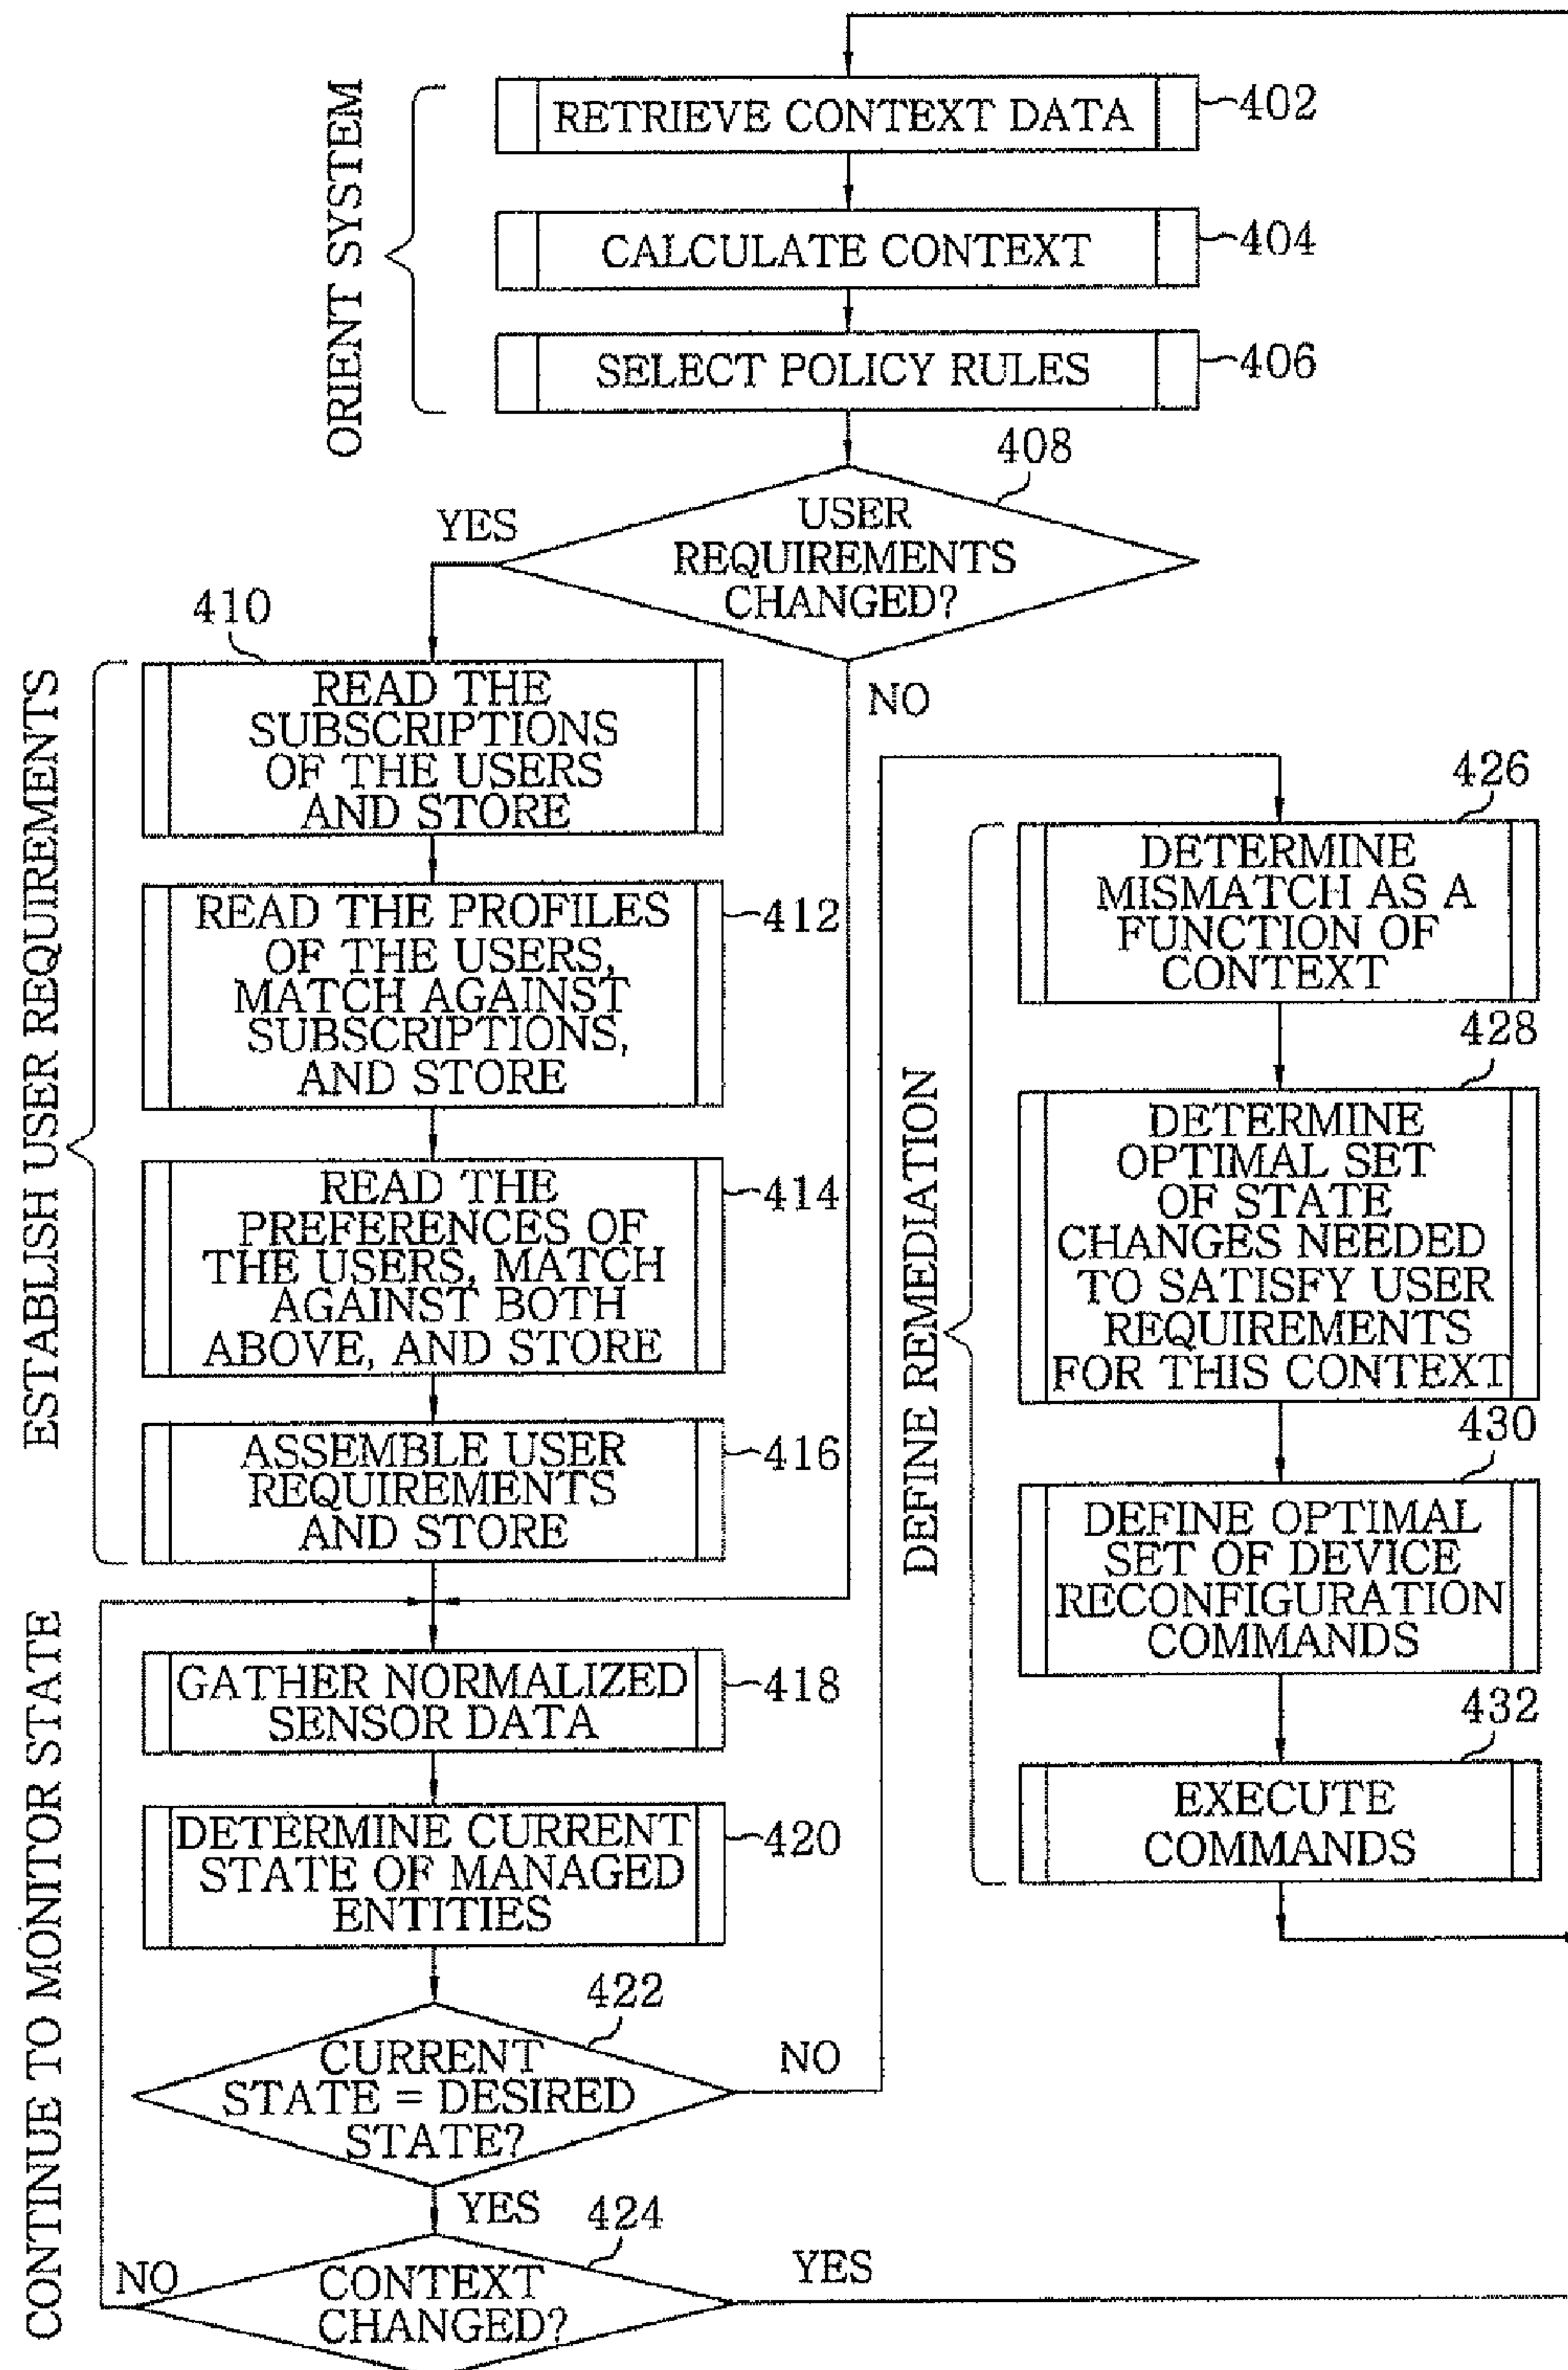 ORIENT SYSTEM
RETRIEVE CONTEXT DATA
402
CALCULATE CONTEXT
404
SELECT POLICY RULES
406
408
USER
REQUIREMENTS
CHANGED?
YES
NO
ESTABLISH USER REQUIREMENTS
410
READ THE
SUBSCRIPTIONS
OF THE USERS
AND STORE
READ THE PROFILES
OF THE USERS,
MATCH AGAINST
SUBSCRIPTIONS,
AND STORE
412
READ THE
PREFERENCES OF
THE USERS, MATCH
AGAINST BOTH
ABOVE, AND STORE
414
ASSEMBLE USER
REQUIREMENTS
AND STORE
416
CONTINUE TO MONITOR STATE
GATHER NORMALIZED
SENSOR DATA
418
DETERMINE CURRENT
STATE OF MANAGED
ENTITIES
420
422
CURRENT
STATE = DESIRED
STATE?
NO
YES
424
CONTEXT
CHANGED?
NO
YES
DEFINE REMEDIATION
426
DETERMINE
MISMATCH AS A
FUNCTION OF
CONTEXT
428
DETERMINE
OPTIMAL SET
OF STATE
CHANGES NEEDED
TO SATISFY USER
REQUIREMENTS
FOR THIS CONTEXT
430
DEFINE OPTIMAL
SET OF DEVICE
RECONFIGURATION
COMMANDS
432
EXECUTE
COMMANDS